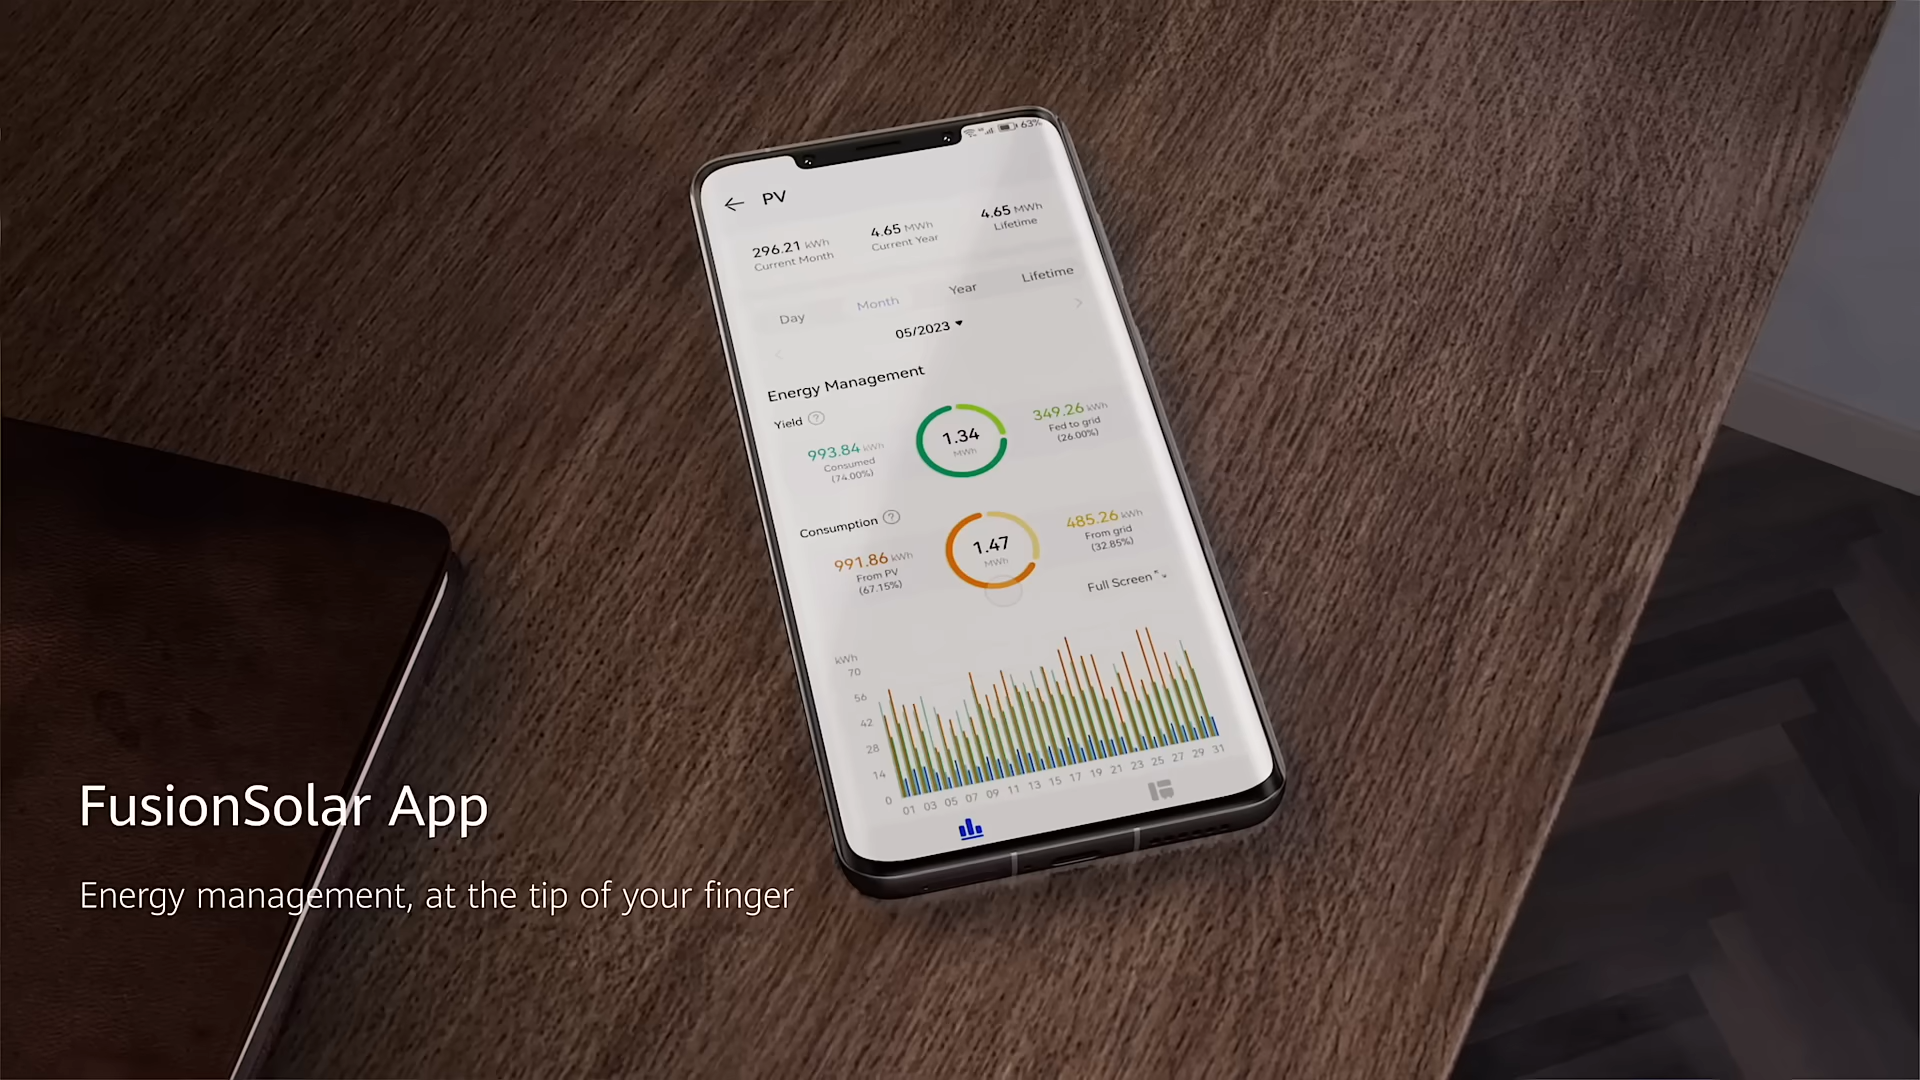 63%
PV
296.21 kWh
Current Month
4.65 MWh
Current Year
4.65 MWh
Lifetime
Day
Month
Year
Lifetime
05/2023
Energy Management
Yield ?
993.84 kWh
Consumed
(74.00%)
1.34
MWh
349.26 kWh
Fed to grid
(26.00%)
Consumption ?
991.86 kWh
From PV
(67.15%)
1.47
MWh
485.26 kWh
From grid
(32.85%)
Full Screen
kWh
70
56
42
28
14
0
01 03 05 07 09 11 13 15 17 19 21 23 25 27 29 31
FusionSolar App
Energy management, at the tip of your finger